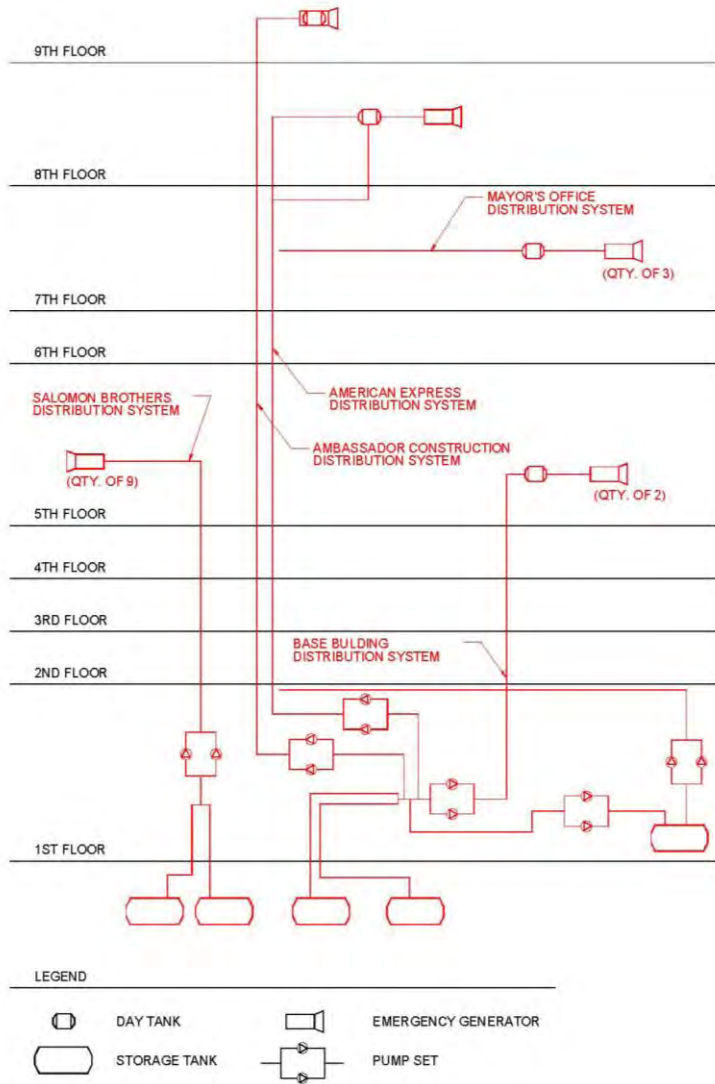 9TH FLOOR
8TH FLOOR
MAYOR'S OFFICE
DISTRIBUTION SYSTEM
(QTY. OF 3)
7TH FLOOR
6TH FLOOR
SALOMON BROTHERS
DISTRIBUTION SYSTEM
AMERICAN EXPRESS
DISTRIBUTION SYSTEM
AMBASSADOR CONSTRUCTION
DISTRIBUTION SYSTEM
(QTY. OF 9)
(QTY. OF 2)
5TH FLOOR
4TH FLOOR
3RD FLOOR
BASE BULDING
DISTRIBUTION SYSTEM
2ND FLOOR
1ST FLOOR
LEGEND
DAY TANK
EMERGENCY GENERATOR
STORAGE TANK
PUMP SET